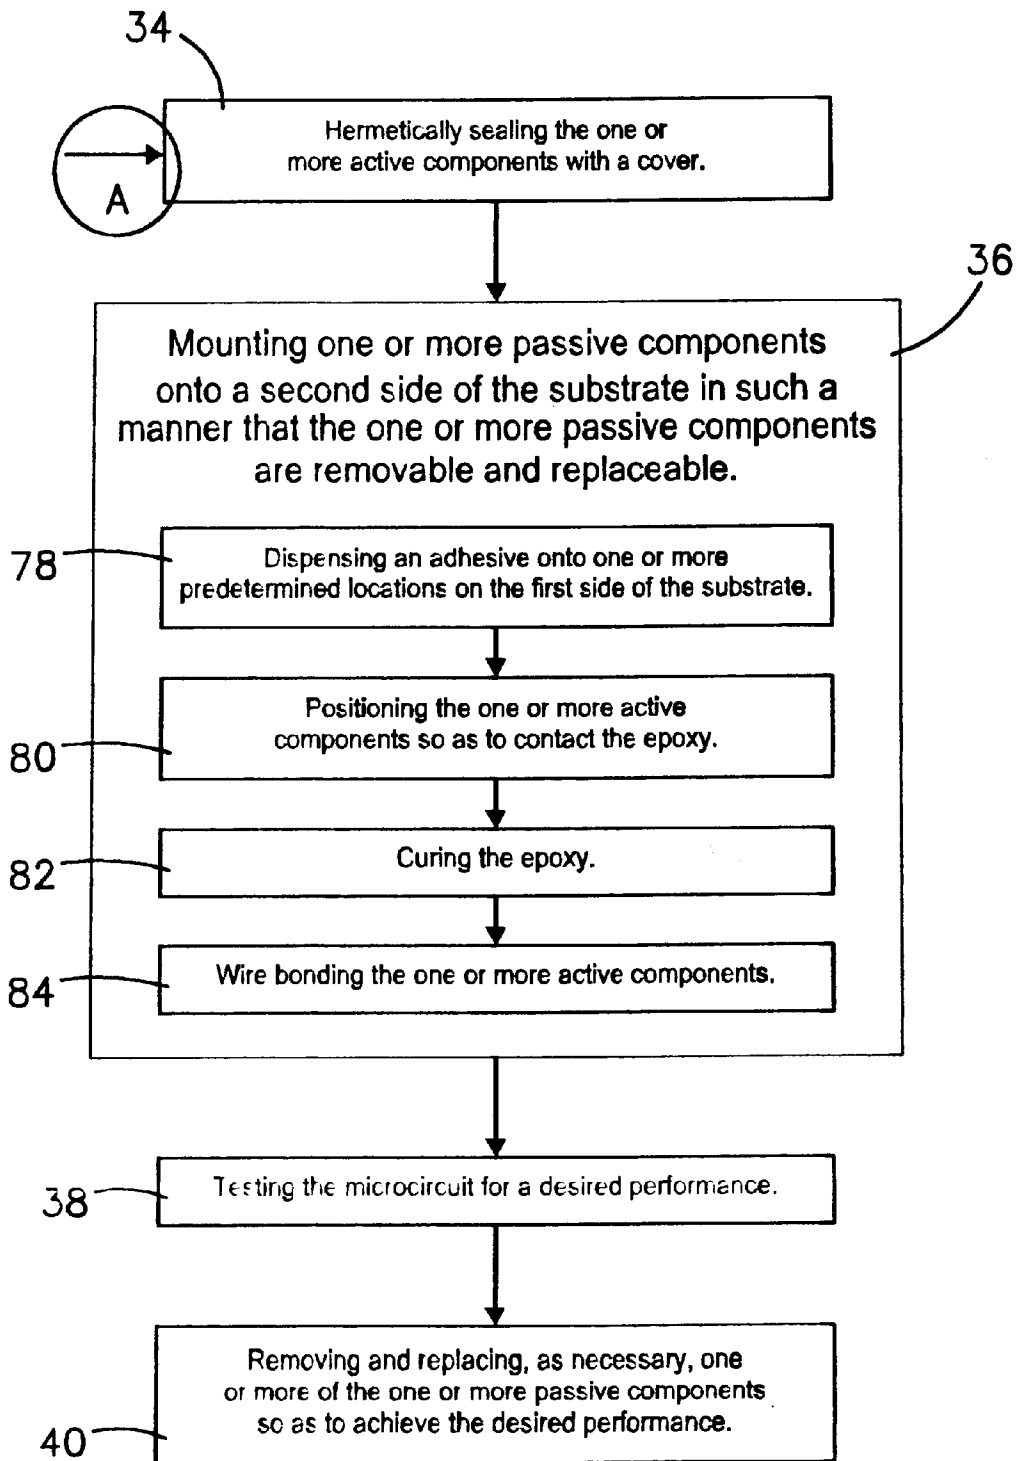 34
Hermetically sealing the one or
more active components with a cover.
A
36
Mounting one or more passive components
onto a second side of the substrate in such a
manner that the one or more passive components
are removable and replaceable.
78
Dispensing an adhesive onto one or more
predetermined locations on the first side of the substrate.
80
Positioning the one or more active
components so as to contact the epoxy.
82
Curing the epoxy.
84
Wire bonding the one or more active components.
38
Testing the microcircuit for a desired performance.
40
Removing and replacing, as necessary, one
or more of the one or more passive components
so as to achieve the desired performance.